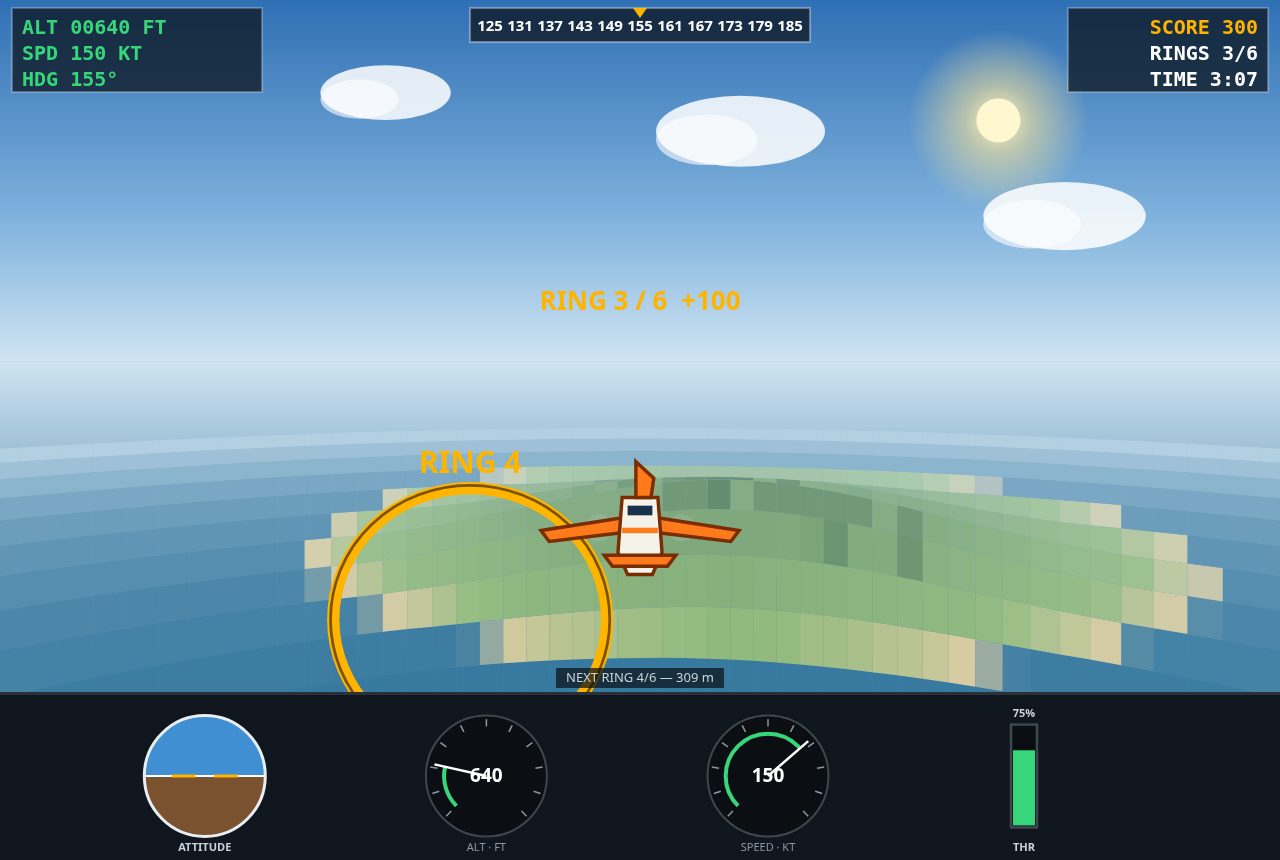 ALT 00640 FT
SPD 150 KT
HDG 155°
125 131 137 143 149 155 161 167 173 179 185
SCORE 300
RINGS 3/6
TIME 3:07
RING 3 / 6 +100
RING 4
NEXT RING 4/6 — 309 m
75%
640
150
ATTITUDE
ALT · FT
SPEED · KT
THR